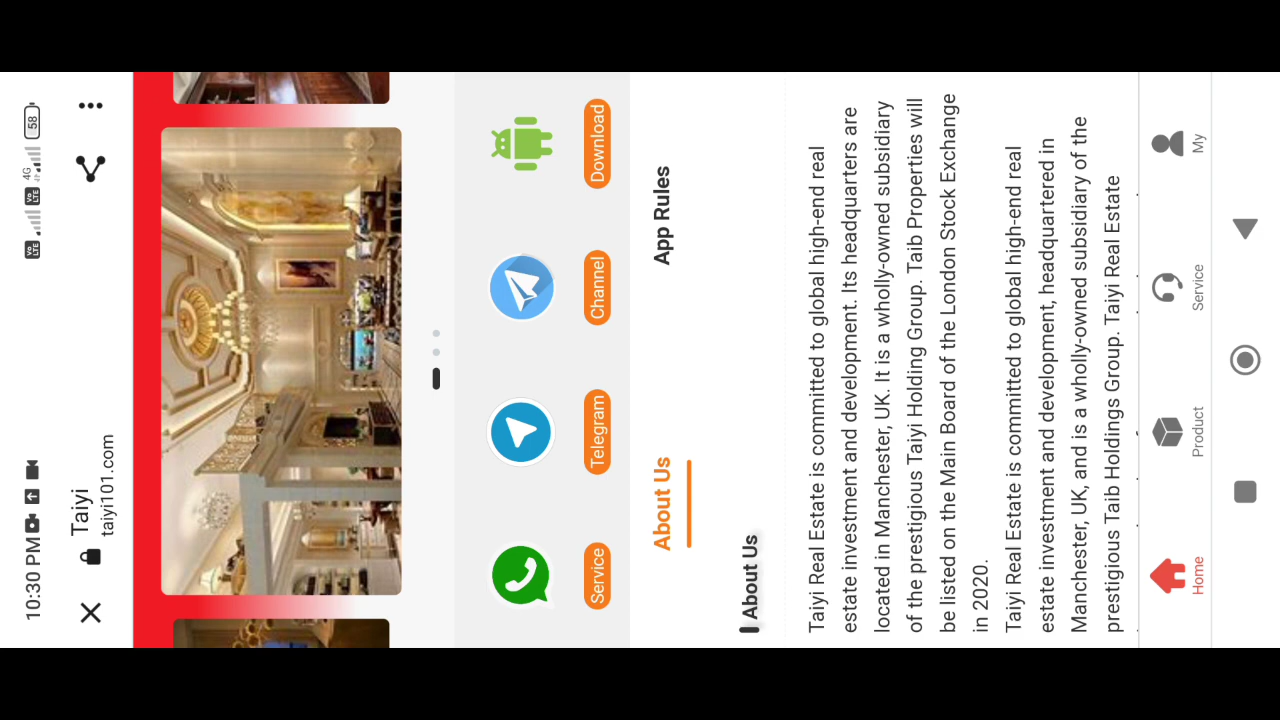 10:30 PM
Vo LTE
Vo LTE
4G
58
Taiyi
taiyi101.com
Service
Telegram
Channel
Download
About Us
App Rules
About Us
Taiyi Real Estate is committed to global high-end real
estate investment and development. Its headquarters are
located in Manchester, UK. It is a wholly-owned subsidiary
of the prestigious Taiyi Holding Group. Taib Properties will
be listed on the Main Board of the London Stock Exchange
in 2020.
Taiyi Real Estate is committed to global high-end real
estate investment and development, headquartered in
Manchester, UK, and is a wholly-owned subsidiary of the
prestigious Taib Holdings Group. Taiyi Real Estate
Home
Product
Service
My